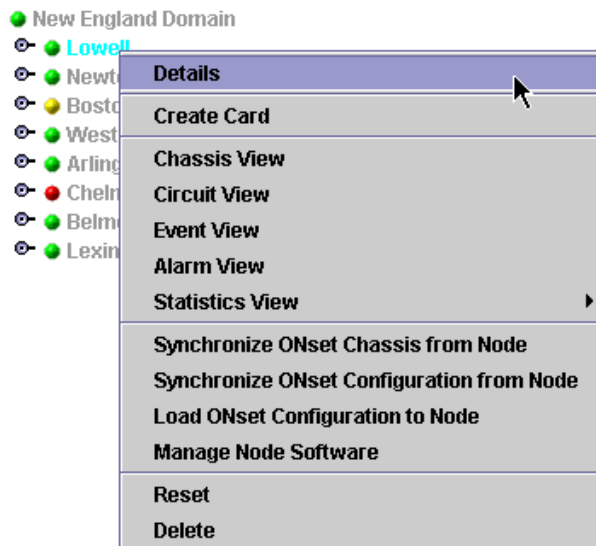 New England Domain
Lowell
Details
Create Card
Chassis View
Circuit View
Event View
Alarm View
Statistics View
Synchronize ONset Chassis from Node
Synchronize ONset Configuration from Node
Load ONset Configuration to Node
Manage Node Software
Reset
Delete